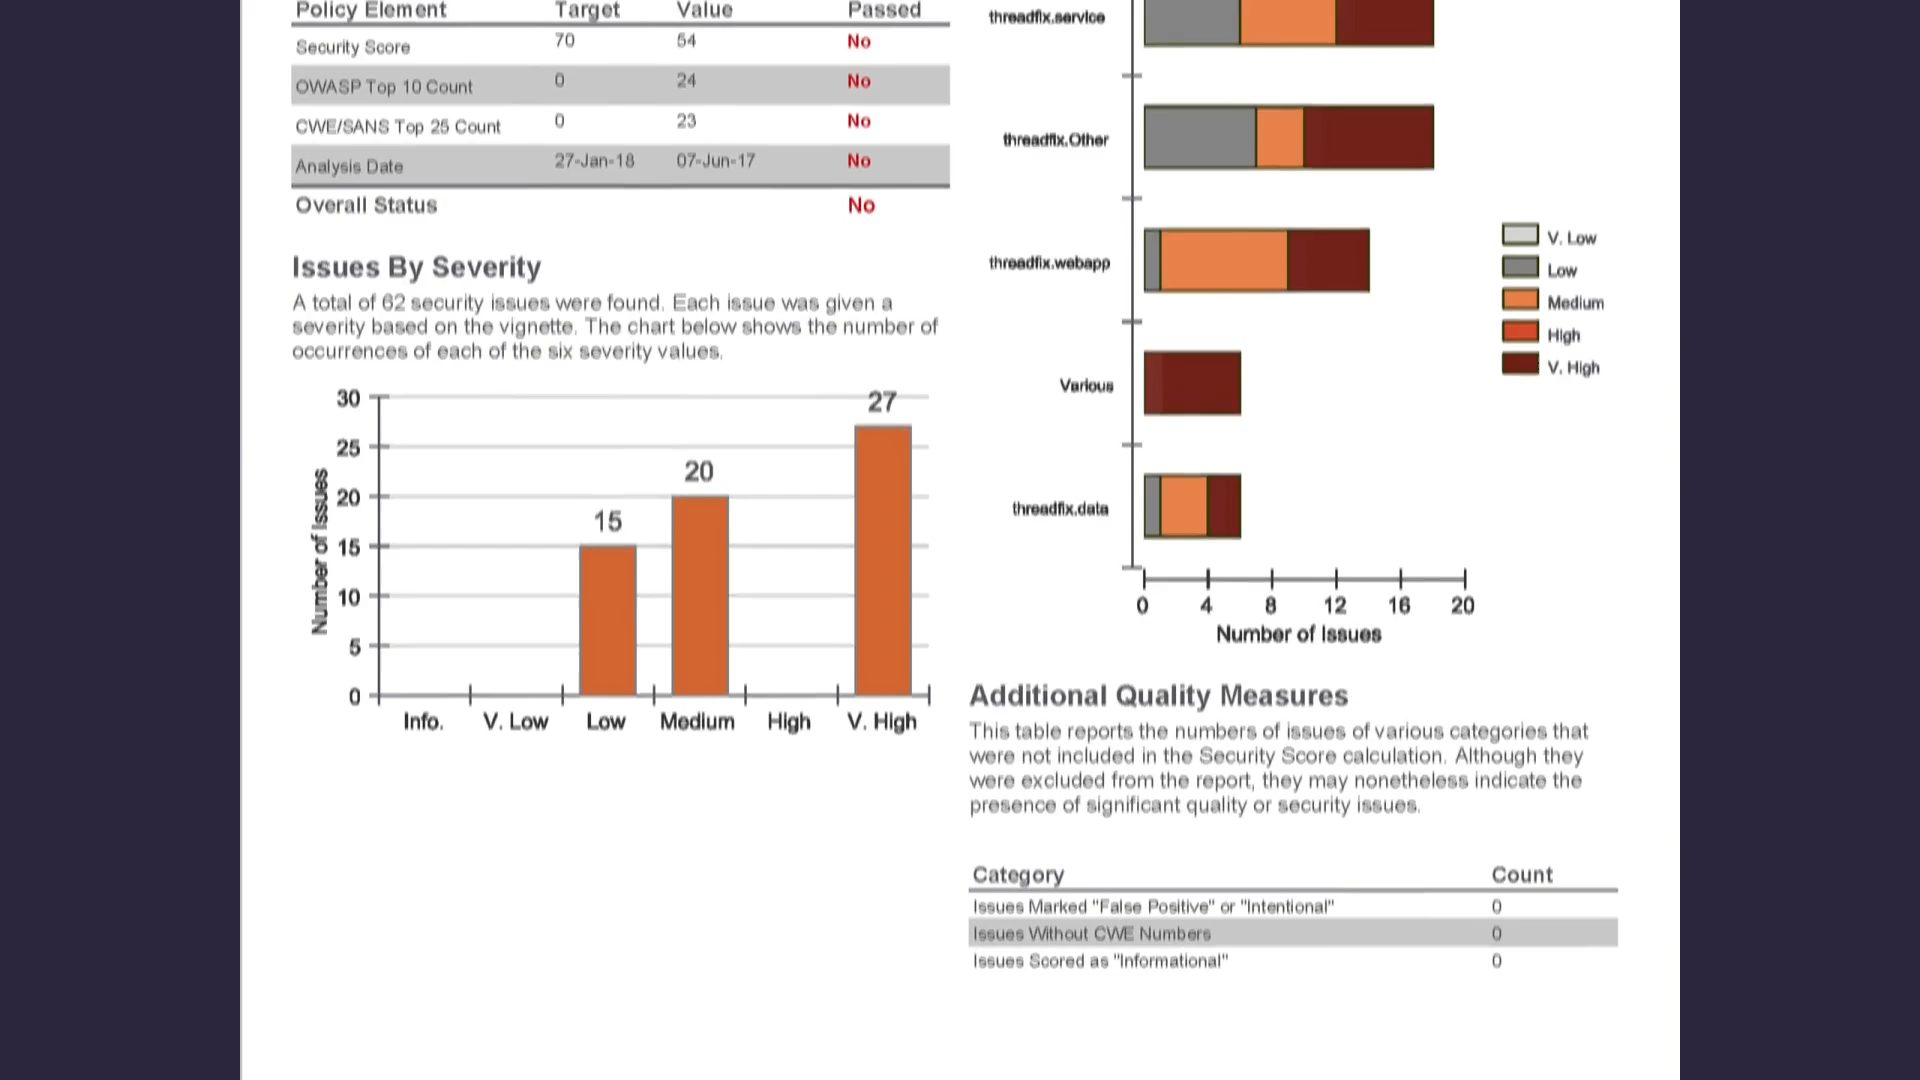 Policy Element Target Value Passed
Security Score 70 54 No
OWASP Top 10 Count 0 24 No
CWE/SANS Top 25 Count 0 23 No
Analysis Date 27-Jan-18 07-Jun-17 No
Overall Status No
Issues By Severity
A total of 62 security issues were found. Each issue was given a
severity based on the vignette. The chart below shows the number of
occurrences of each of the six severity values.
30
25
20
15
10
5
0
Number of Issues
15
20
27
Info. V. Low Low Medium High V. High
threadfix.service
threadfix.Other
threadfix.webapp
Various
threadfix.data
0 4 8 12 16 20
Number of Issues
V. Low
Low
Medium
High
V. High
Additional Quality Measures
This table reports the numbers of issues of various categories that
were not included in the Security Score calculation. Although they
were excluded from the report, they may nonetheless indicate the
presence of significant quality or security issues.
Category Count
Issues Marked "False Positive" or "Intentional" 0
Issues Without CWE Numbers 0
Issues Scored as "Informational" 0